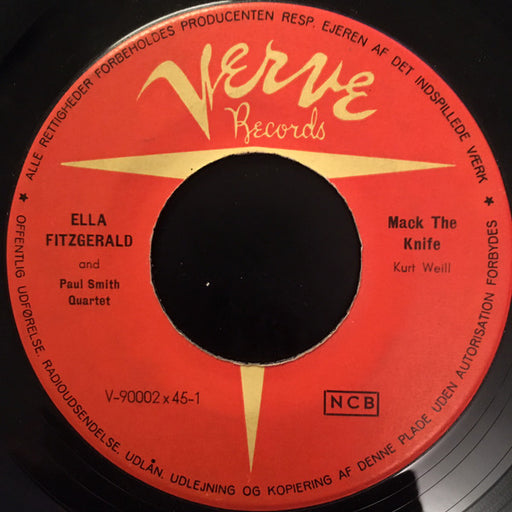 ALLE RETTIGHEDER FORBEHOLDES PRODUCENTEN RESP. EJEREN AF DET INDSPILLEDE VÆRK
Verve
Records
ELLA
FITZGERALD
and
Paul Smith
Quartet
Mack The
Knife
Kurt Weill
V-90002 x 45-1
NCB
★ OFFENTLIG UDFØRELSE, RADIOUDSENDELSE, UDLÅN, UDLEJNING OG KOPIERING AF DENNE PLADE UDEN AUTORISATION FORBYDES ★